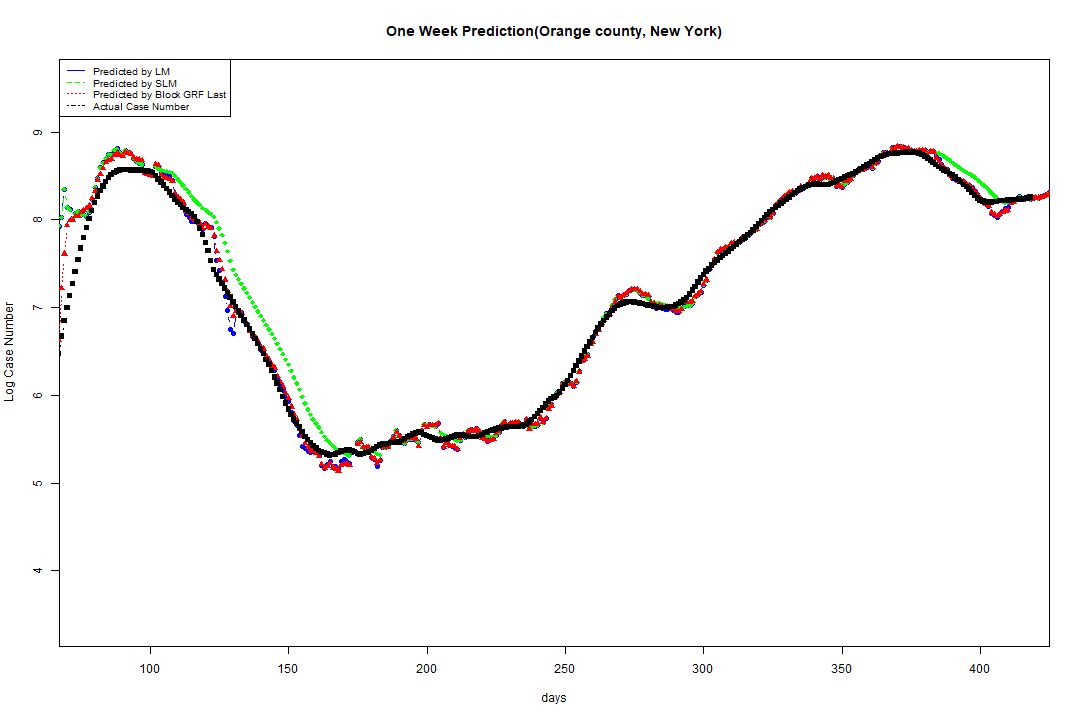 One Week Prediction(Orange county, New York)
Predicted by LM
Predicted by SLM
Predicted by Block GRF Last
Actual Case Number
9
8
7
6
5
4
Log Case Number
100 150 200 250 300 350 400
days